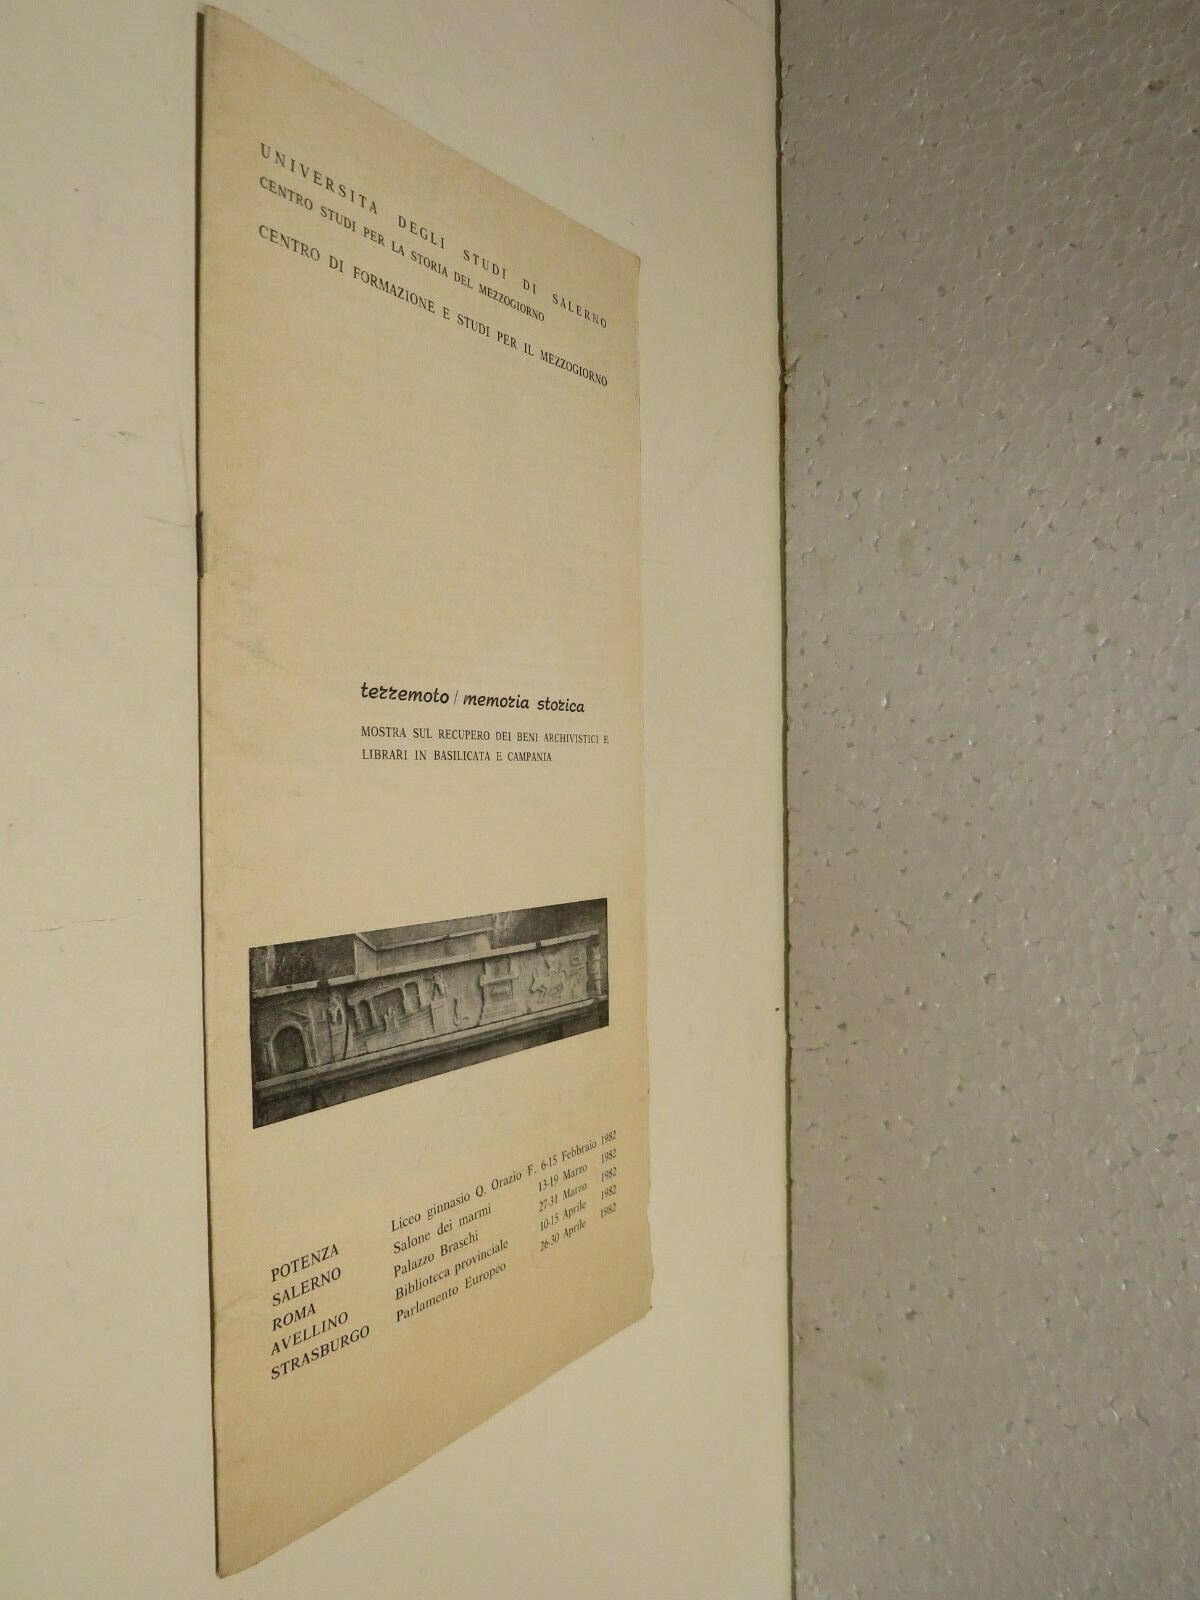 UNIVERSITA DEGLI STUDI DI SALERNO
CENTRO STUDI PER LA STORIA DEL MEZZOGIORNO
CENTRO DI FORMAZIONE E STUDI PER IL MEZZOGIORNO
terremoto / memoria storica
MOSTRA SUL RECUPERO DEI BENI ARCHIVISTICI E
LIBRARI IN BASILICATA E CAMPANIA
POTENZA Liceo ginnasio Q. Orazio F. 6-15 Febbraio 1982
SALERNO Salone dei marmi 13-19 Marzo 1982
ROMA Palazzo Braschi 27-31 Marzo 1982
AVELLINO Biblioteca provinciale 10-15 Aprile 1982
STRASBURGO Parlamento Europeo 26-30 Aprile 1982